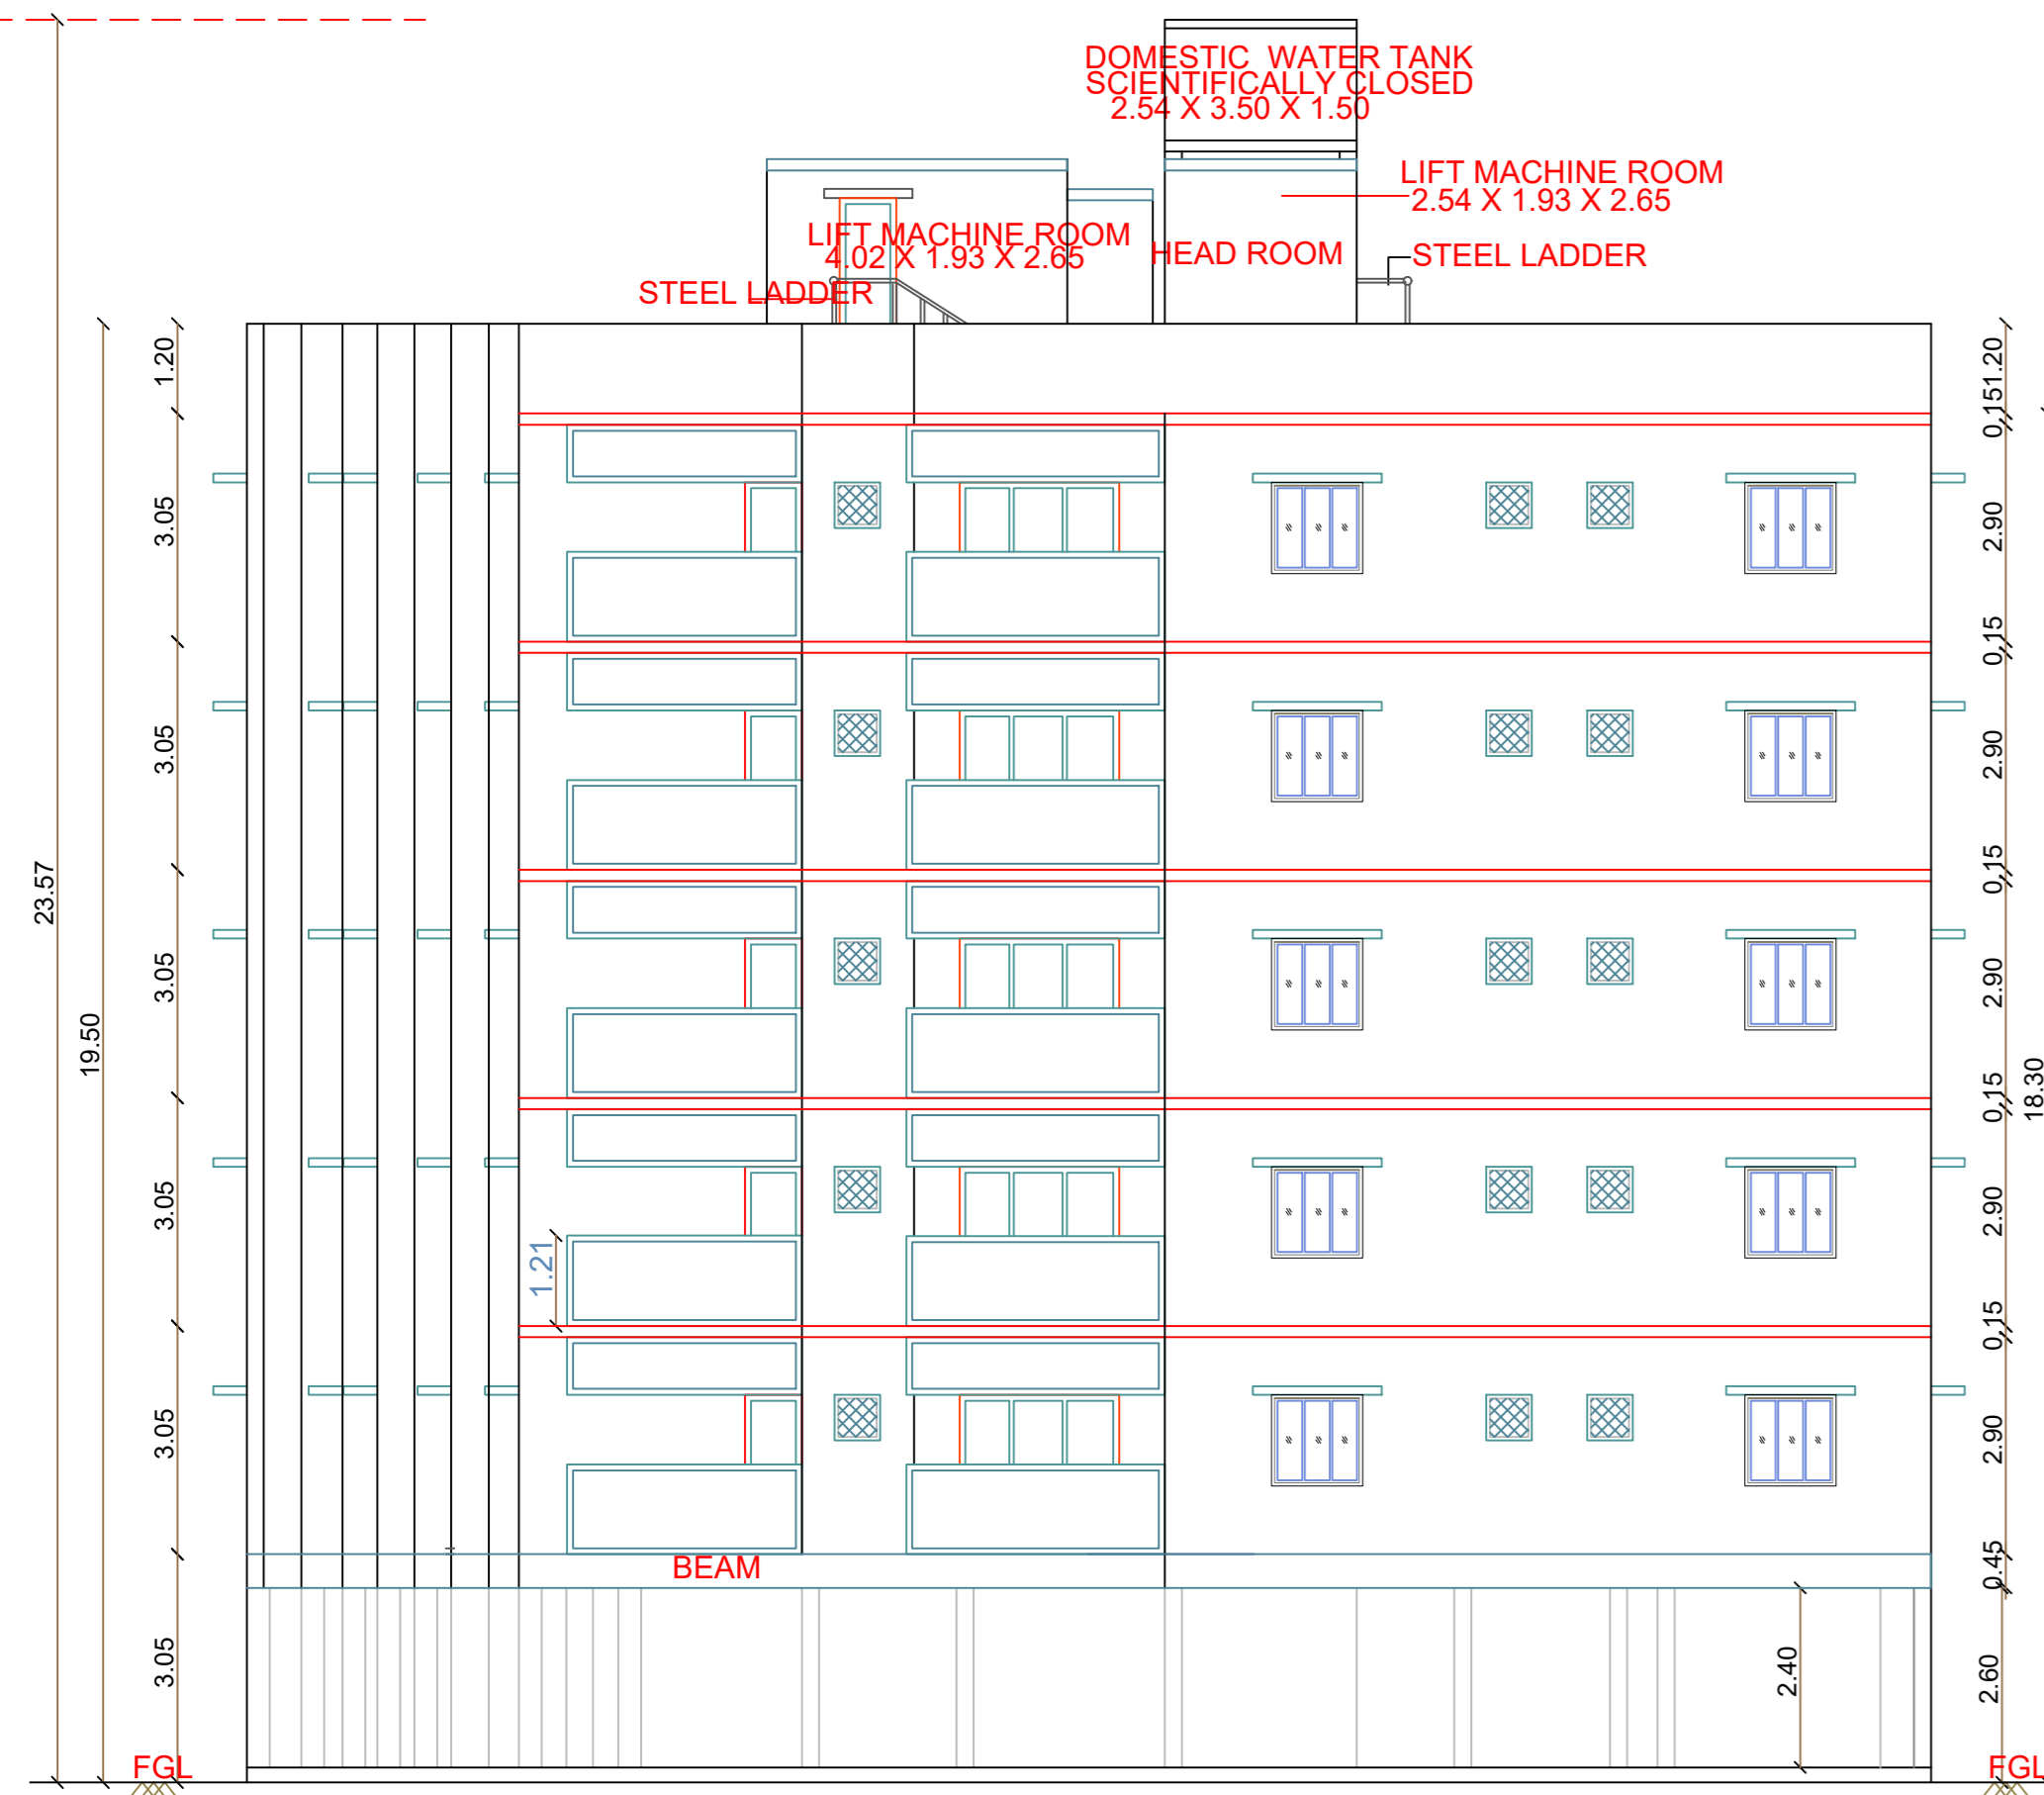 DOMESTIC WATER TANK
SCIENTIFICALLY CLOSED
2.54 X 3.50 X 1.50
LIFT MACHINE ROOM
2.54 X 1.93 X 2.65
LIFT MACHINE ROOM
4.02 X 1.93 X 2.65
HEAD ROOM
STEEL LADDER
STEEL LADDER
1.20
1.20
0.15
3.05
2.90
0.15
3.05
2.90
23.57
0.15
3.05
2.90
19.50
0.15
18.30
3.05
2.90
1.21
0.15
3.05
2.90
BEAM
0.45
3.05
2.40
2.60
FGL
FGL